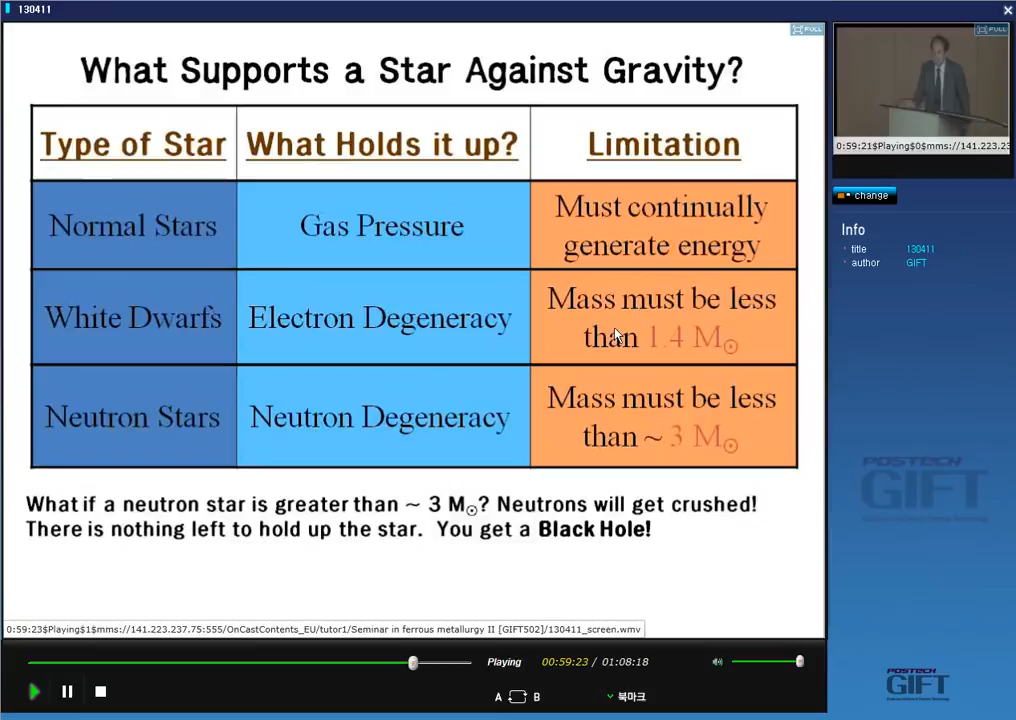 130411
FULL
What Supports a Star Against Gravity?
Type of Star What Holds it up? Limitation
Normal Stars Gas Pressure Must continually
generate energy
White Dwarfs Electron Degeneracy Mass must be less
than 1.4 M⊙
Neutron Stars Neutron Degeneracy Mass must be less
than ~ 3 M⊙
What if a neutron star is greater than ~ 3 M⊙? Neutrons will get crushed!
There is nothing left to hold up the star. You get a Black Hole!
0:59:23$Playing$1$mms://141.223.237.75:555/OnCastContents_EU/tutor1/Seminar in ferrous metallurgy II [GIFT502]/130411_screen.wmv
Playing 00:59:23 / 01:08:18
A B 북마크
FULL
0:59:21$Playing$0$mms://141.223.23
change
Info
title 130411
author GIFT
POSTECH
GIFT
POSTECH
GIFT